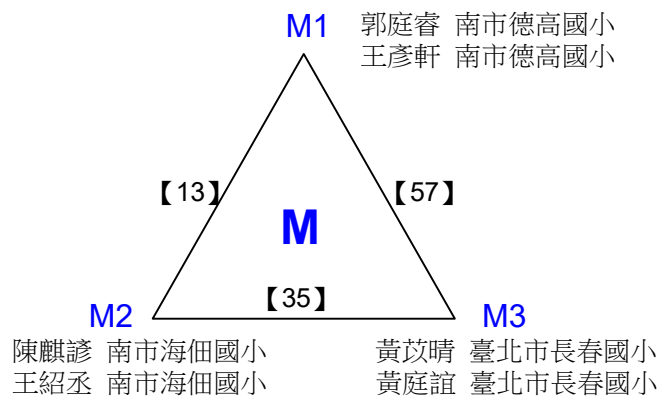 M1
郭庭睿 南市德高國小
王彥軒 南市德高國小
【13】
【57】
M
【35】
M2
M3
陳麒諺 南市海佃國小
王紹丞 南市海佃國小
黃苡晴 臺北市長春國小
黃庭誼 臺北市長春國小